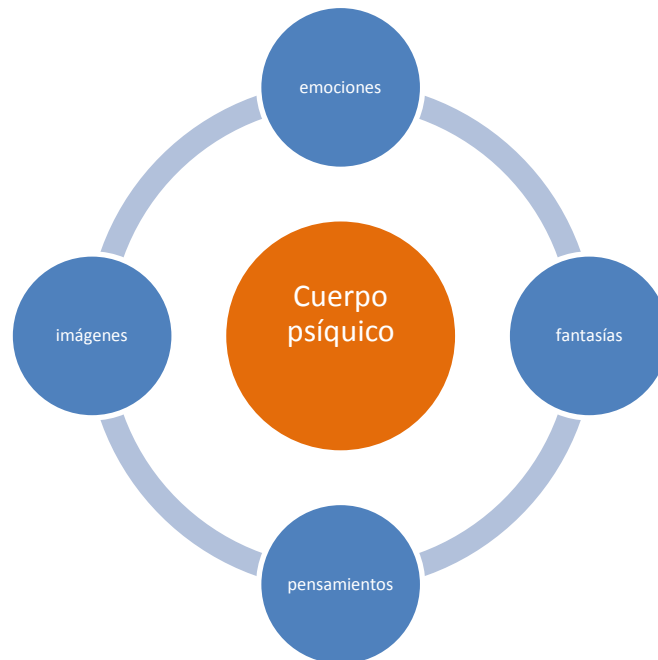 emociones
Cuerpo
psíquico
imágenes
fantasías
pensamientos